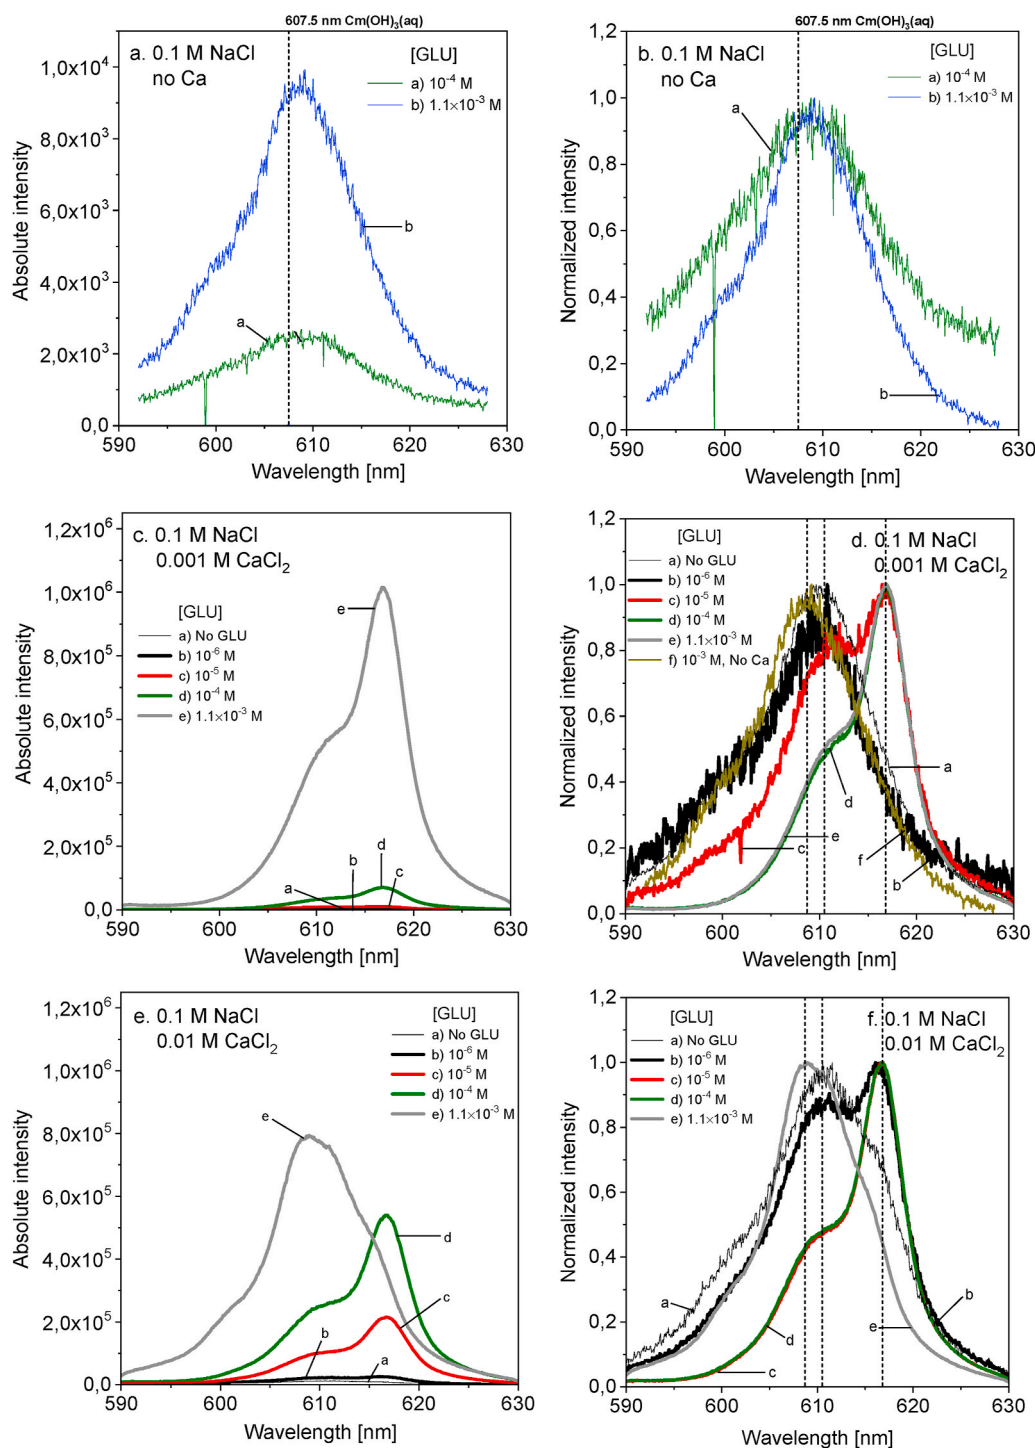 607.5 nm Cm(OH)₃(aq)
a. 0.1 M NaCl
no Ca
[GLU]
a) 10⁻⁴ M
b) 1.1×10⁻³ M
1,0x10⁴
8,0x10³
6,0x10³
4,0x10³
2,0x10³
0,0
Absolute intensity
a
b
590 600 610 620 630
Wavelength [nm]
607.5 nm Cm(OH)₃(aq)
b. 0.1 M NaCl
no Ca
[GLU]
a) 10⁻⁴ M
b) 1.1×10⁻³ M
1,2
1,0
0,8
0,6
0,4
0,2
0,0
Normalized intensity
a
b
590 600 610 620 630
Wavelength [nm]
c. 0.1 M NaCl
0.001 M CaCl₂
[GLU]
a) No GLU
b) 10⁻⁶ M
c) 10⁻⁵ M
d) 10⁻⁴ M
e) 1.1×10⁻³ M
1,2x10⁶
1,0x10⁶
8,0x10⁵
6,0x10⁵
4,0x10⁵
2,0x10⁵
0,0
Absolute intensity
e
d
b
c
a
590 600 610 620 630
Wavelength [nm]
d. 0.1 M NaCl
0.001 M CaCl₂
[GLU]
a) No GLU
b) 10⁻⁶ M
c) 10⁻⁵ M
d) 10⁻⁴ M
e) 1.1×10⁻³ M
f) 10⁻³ M, No Ca
1,2
1,0
0,8
0,6
0,4
0,2
0,0
Normalized intensity
a
d
e
c
f
b
590 600 610 620 630
Wavelength [nm]
e. 0.1 M NaCl
0.01 M CaCl₂
[GLU]
a) No GLU
b) 10⁻⁶ M
c) 10⁻⁵ M
d) 10⁻⁴ M
e) 1.1×10⁻³ M
1,2x10⁶
1,0x10⁶
8,0x10⁵
6,0x10⁵
4,0x10⁵
2,0x10⁵
0,0
Absolute intensity
e
d
c
b
a
590 600 610 620 630
Wavelength [nm]
f. 0.1 M NaCl
0.01 M CaCl₂
[GLU]
a) No GLU
b) 10⁻⁶ M
c) 10⁻⁵ M
d) 10⁻⁴ M
e) 1.1×10⁻³ M
1,2
1,0
0,8
0,6
0,4
0,2
0,0
Normalized intensity
a
b
d
e
c
590 600 610 620 630
Wavelength [nm]